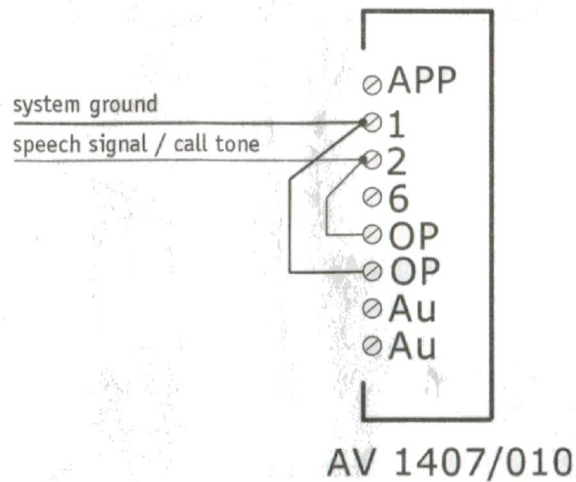 APP
system ground
1
speech signal / call tone
2
6
OP
OP
Au
Au
AV 1407/010